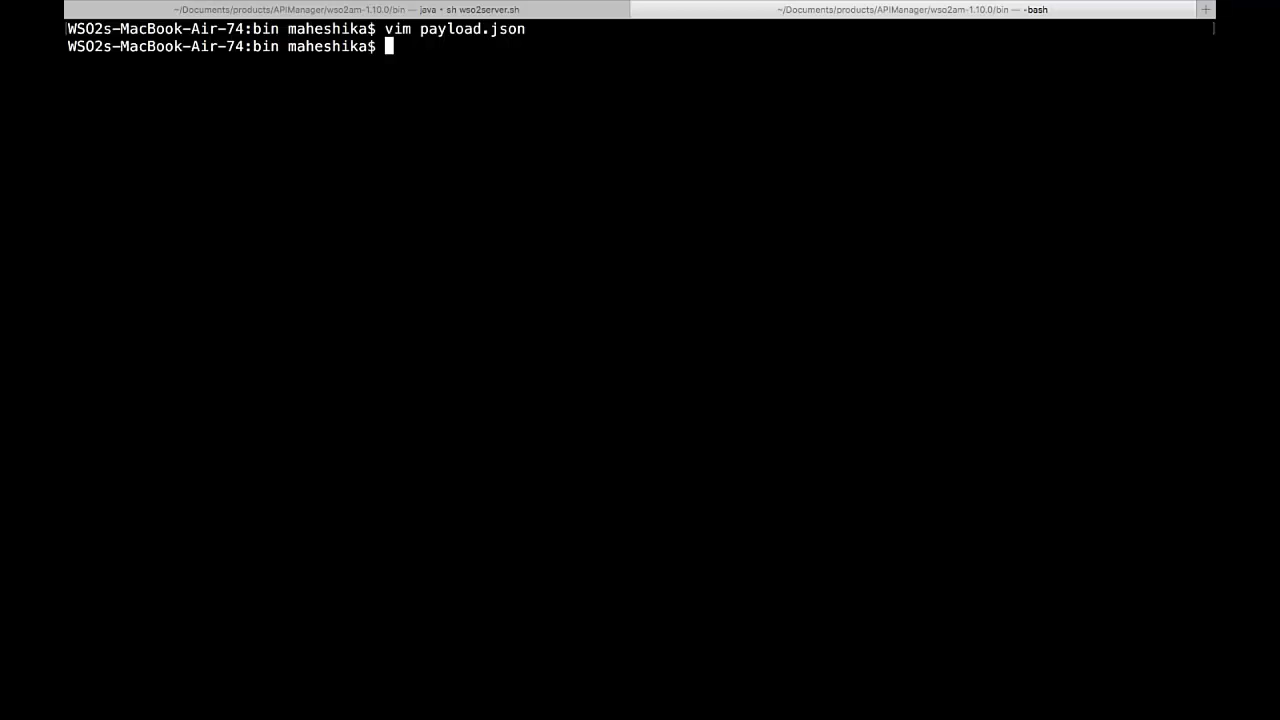 ~/Documents/products/APIManager/wso2am-1.10.0/bin — java • sh wso2server.sh
~/Documents/products/APIManager/wso2am-1.10.0/bin — -bash
+
WSO2s-MacBook-Air-74:bin maheshika$ vim payload.json
WSO2s-MacBook-Air-74:bin maheshika$